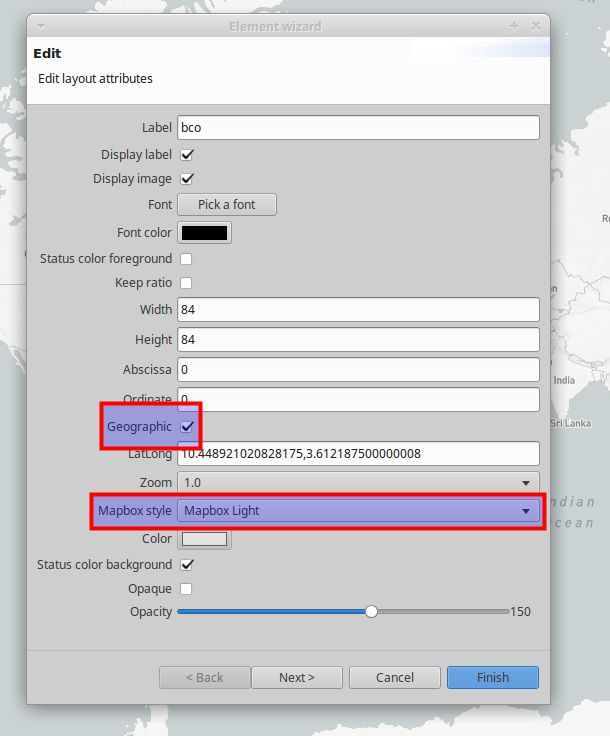 Element wizard
Edit
Edit layout attributes
Label bco
Display label
Display image
Font Pick a font
Font color
Status color foreground
Keep ratio
Width 84
Height 84
Abscissa 0
Ordinate 0
Geographic
LatLong 10.448921020828175,3.612187500000008
Zoom 1.0
Mapbox style Mapbox Light
Color
Status color background
Opaque
Opacity 150
< Back Next > Cancel Finish
India
Sri Lanka